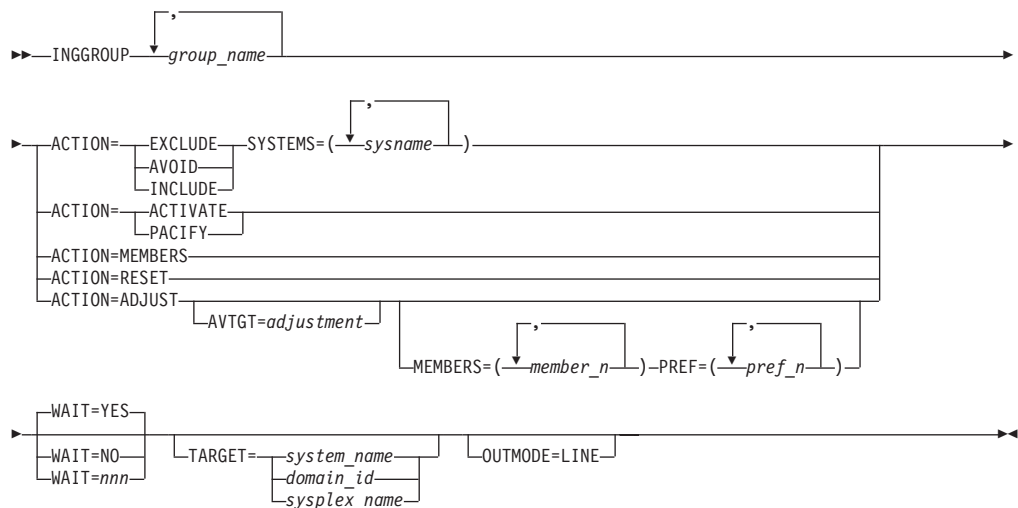 ,
INGGROUP group_name
, 
ACTION= EXCLUDE SYSTEMS=( sysname )
AVOID
INCLUDE
ACTION= ACTIVATE
PACIFY
ACTION=MEMBERS
ACTION=RESET
ACTION=ADJUST
AVTGT=adjustment
, ,
MEMBERS=( member_n ) PREF=( pref_n )
WAIT=YES
WAIT=NO
WAIT=nnn
TARGET= system_name
domain_id
sysplex_name
OUTMODE=LINE